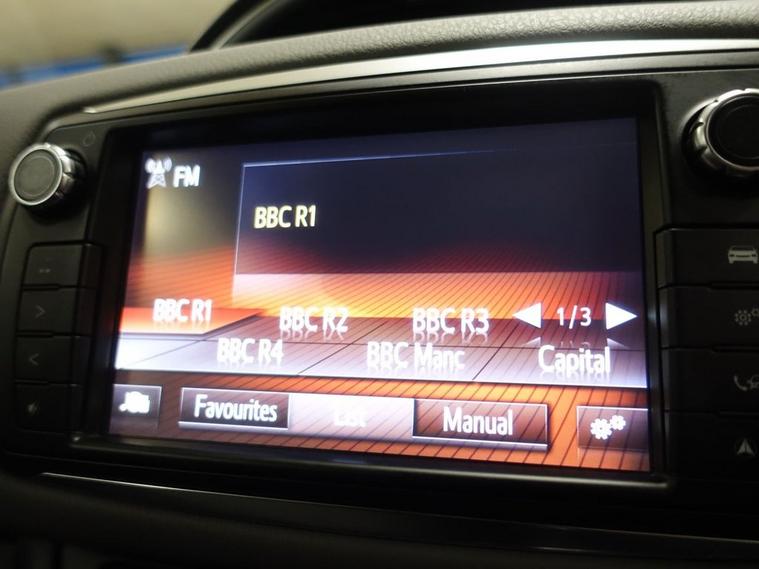 FM
BBC R1
BBC R1 BBC R2 BBC R3 1/3
BBC R4 BBC Manc Capital
Favourites List Manual